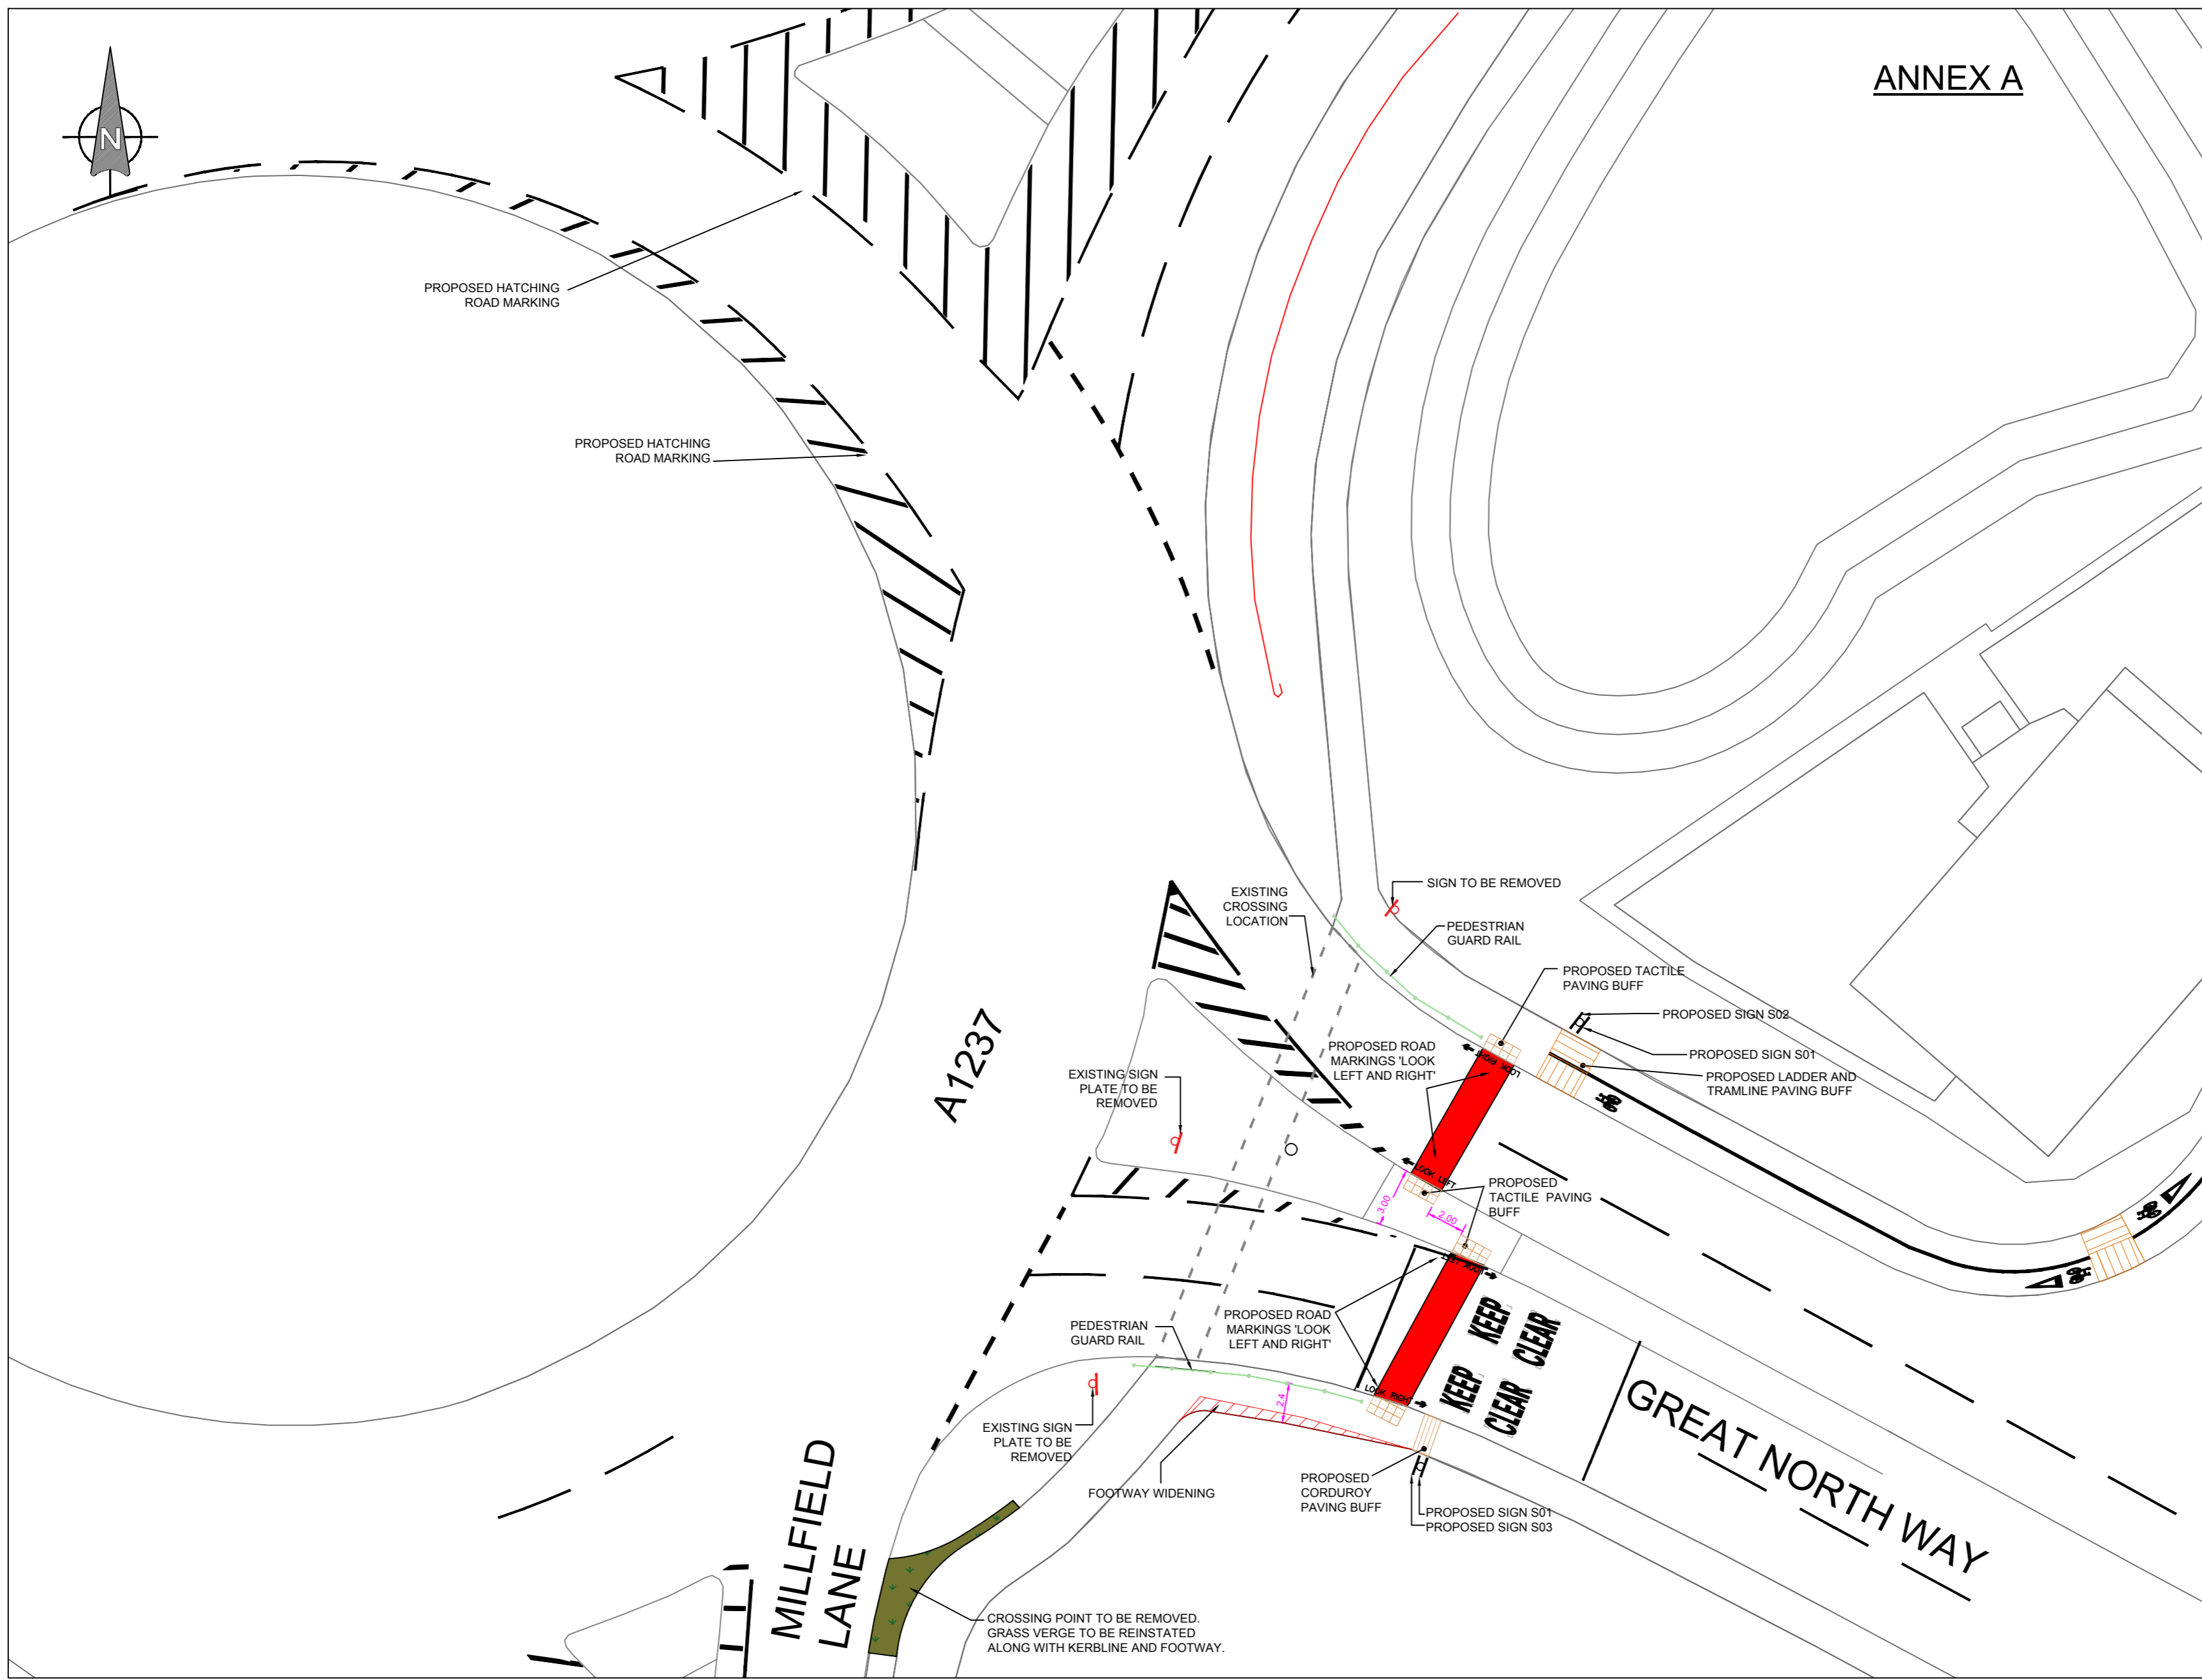 ANNEX A
N
PROPOSED HATCHING
ROAD MARKING
PROPOSED HATCHING
ROAD MARKING
EXISTING
CROSSING
LOCATION
SIGN TO BE REMOVED
PEDESTRIAN
GUARD RAIL
PROPOSED TACTILE
PAVING BUFF
PROPOSED SIGN S02
PROPOSED SIGN S01
PROPOSED LADDER AND
TRAMLINE PAVING BUFF
PROPOSED ROAD
MARKINGS 'LOOK
LEFT AND RIGHT'
LOOK RIGHT
A1237
EXISTING SIGN
PLATE TO BE
REMOVED
LOOK LEFT
PROPOSED
TACTILE PAVING
BUFF
3.00
2.00
LOOK LEFT
PROPOSED ROAD
MARKINGS 'LOOK
LEFT AND RIGHT'
PEDESTRIAN
GUARD RAIL
KEEP
CLEAR
KEEP
CLEAR
LOOK RIGHT
2.4
GREAT NORTH WAY
EXISTING SIGN
PLATE TO BE
REMOVED
FOOTWAY WIDENING
PROPOSED
CORDUROY
PAVING BUFF
PROPOSED SIGN S01
PROPOSED SIGN S03
MILLFIELD
LANE
CROSSING POINT TO BE REMOVED.
GRASS VERGE TO BE REINSTATED
ALONG WITH KERBLINE AND FOOTWAY.